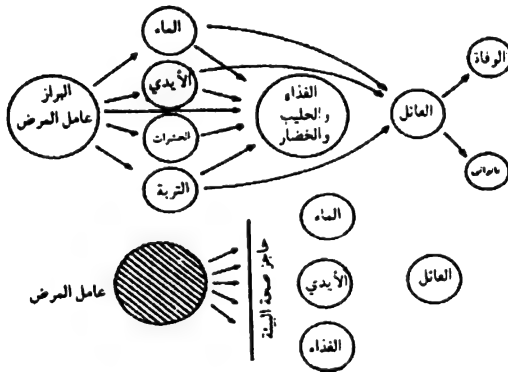 الماء
الأيدي
الحشرات
التربة
البراز
عامل المرض
الغذاء
والحليب
والخضار
العائل
الوفاة
الماء
الأيدي
الغذاء
العائل
حاجز صحة البيئة
عامل المرض